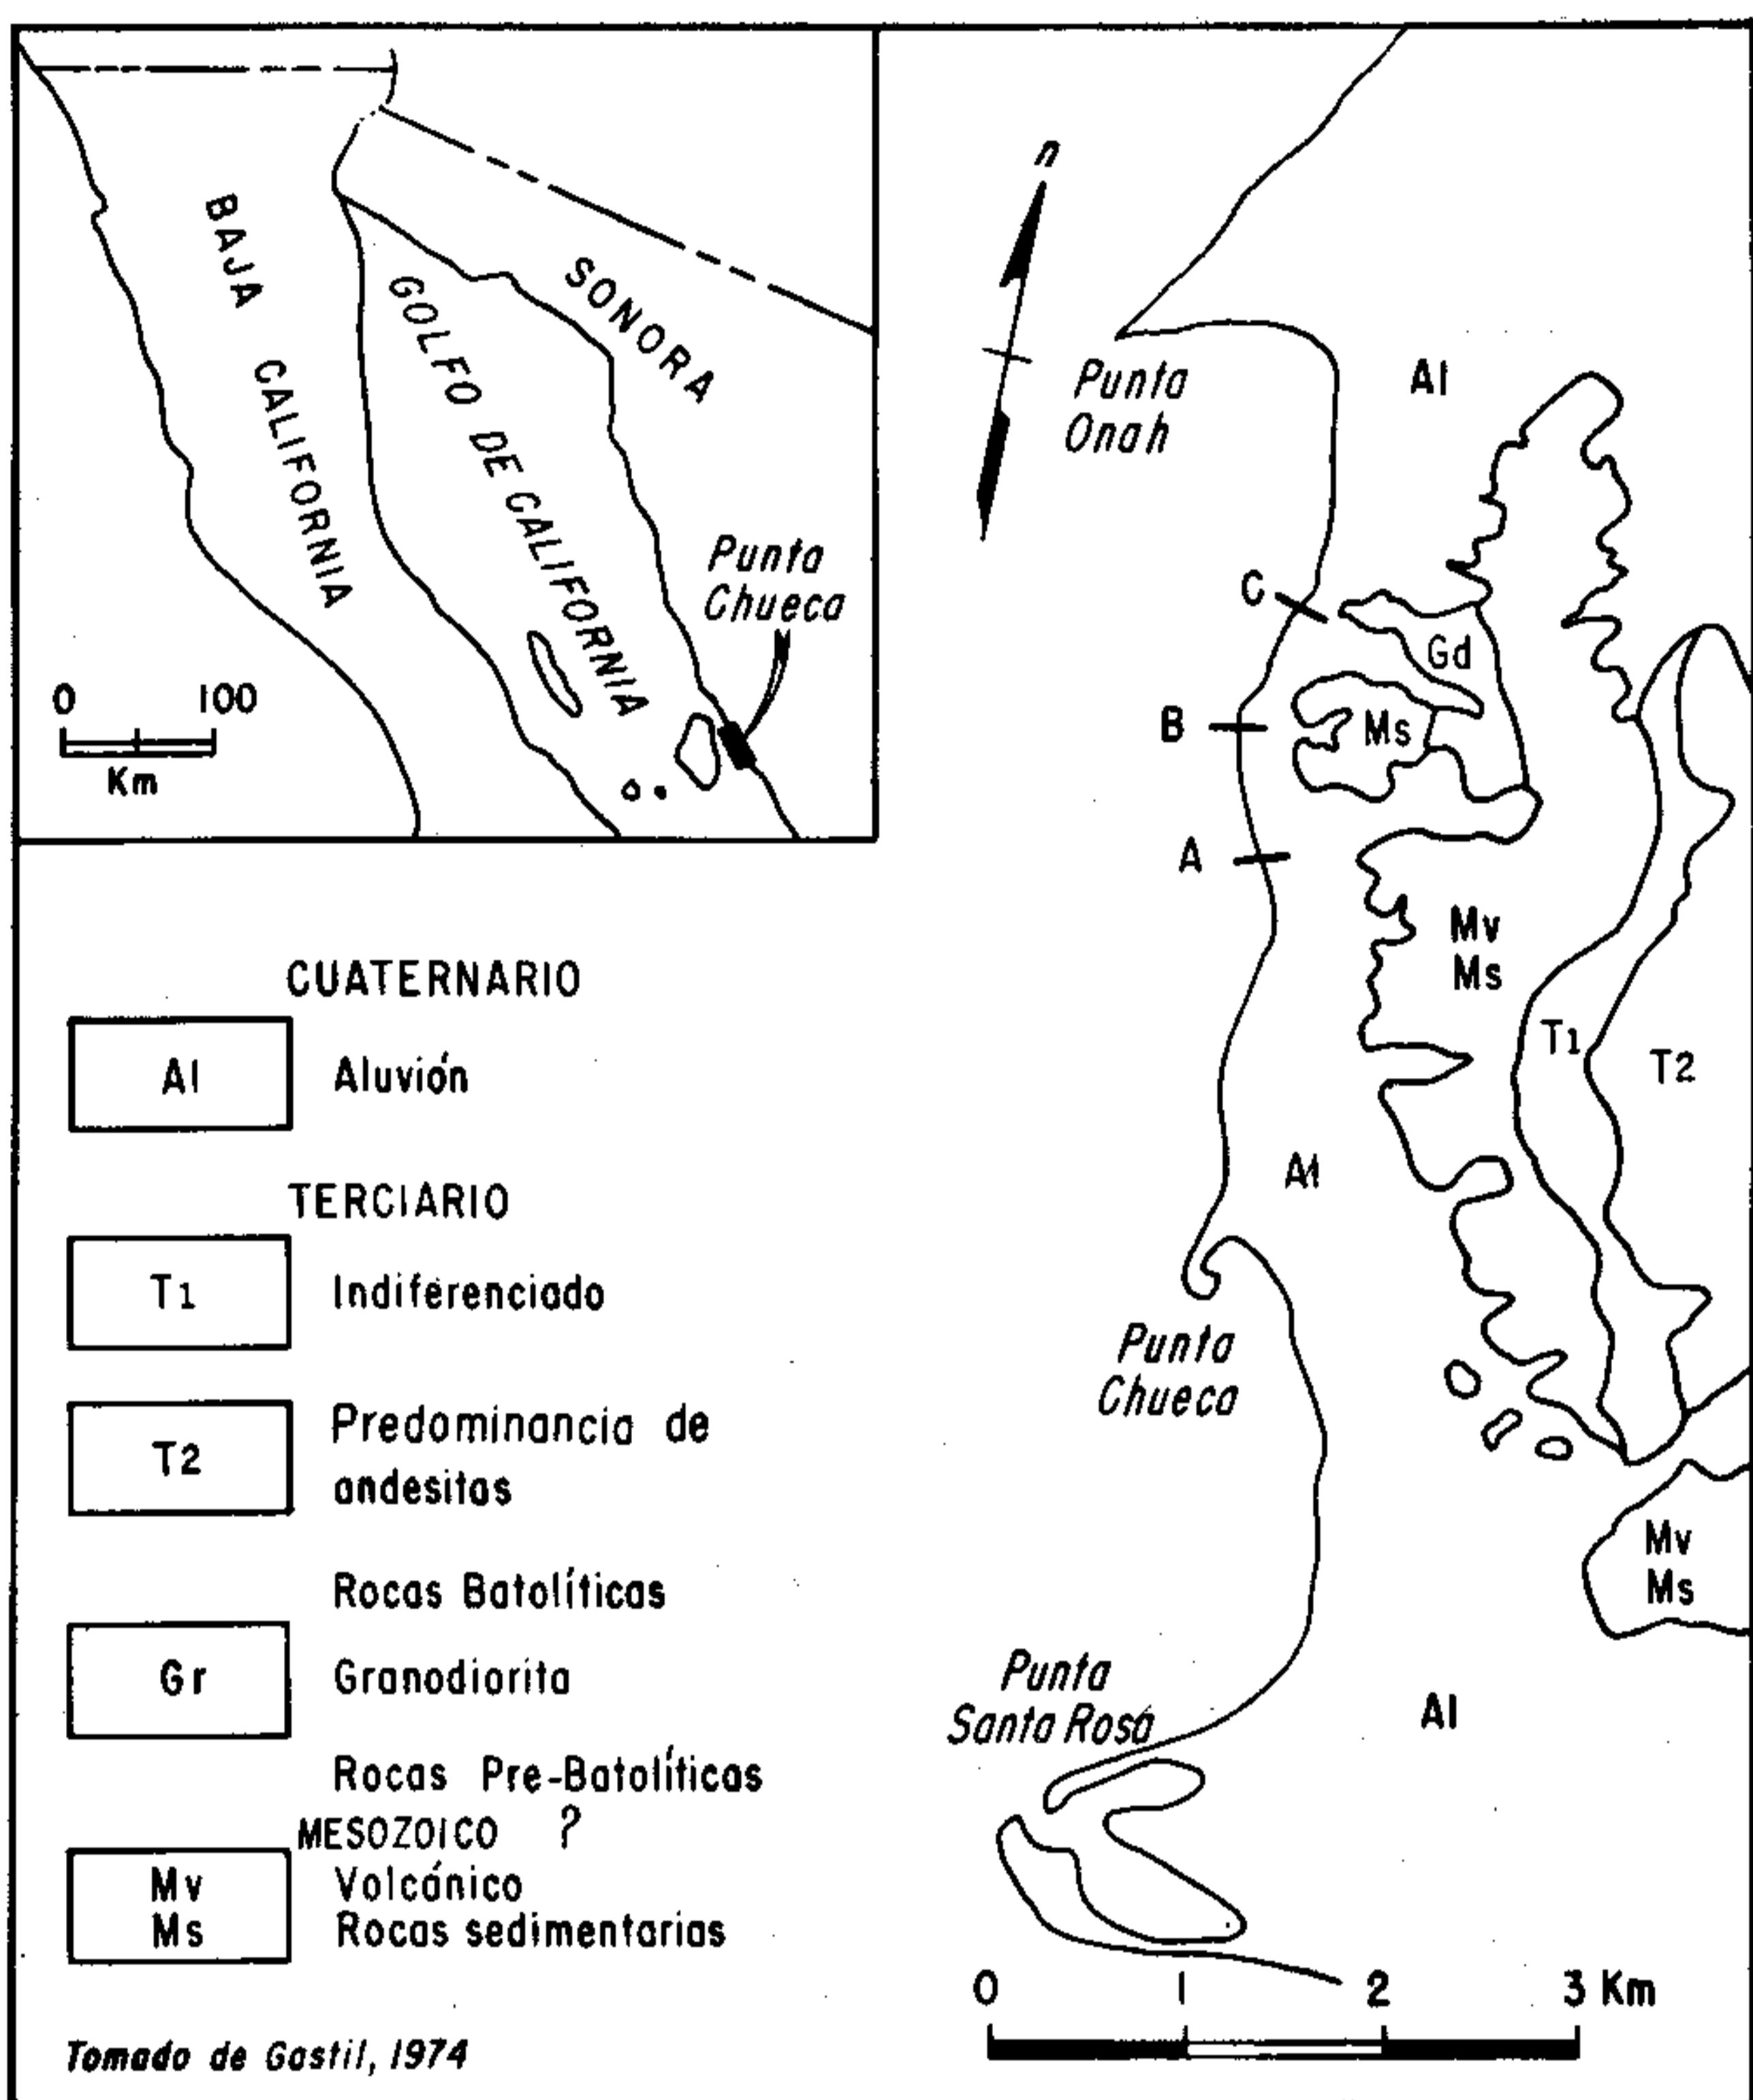 BAJA CALIFORNIA
GOLFO DE CALIFORNIA
SONORA
Punta
Chueca
0 100
Km
n
Punta
Onah
Al
C
Gd
B
Ms
A
Mv
Ms
T1
T2
Al
Punta
Chueca
Mv
Ms
Punta
Santa Rosa
Al
0 1 2 3 Km
CUATERNARIO
Al Aluvión
TERCIARIO
T1 Indiferenciado
T2 Predominancia de
andesitas
Rocas Batolíticas
Gr Granodiorita
Rocas Pre-Batolíticas
MESOZOICO ?
Mv Volcánico
Ms Rocas sedimentarias
Tomado de Gastil, 1974